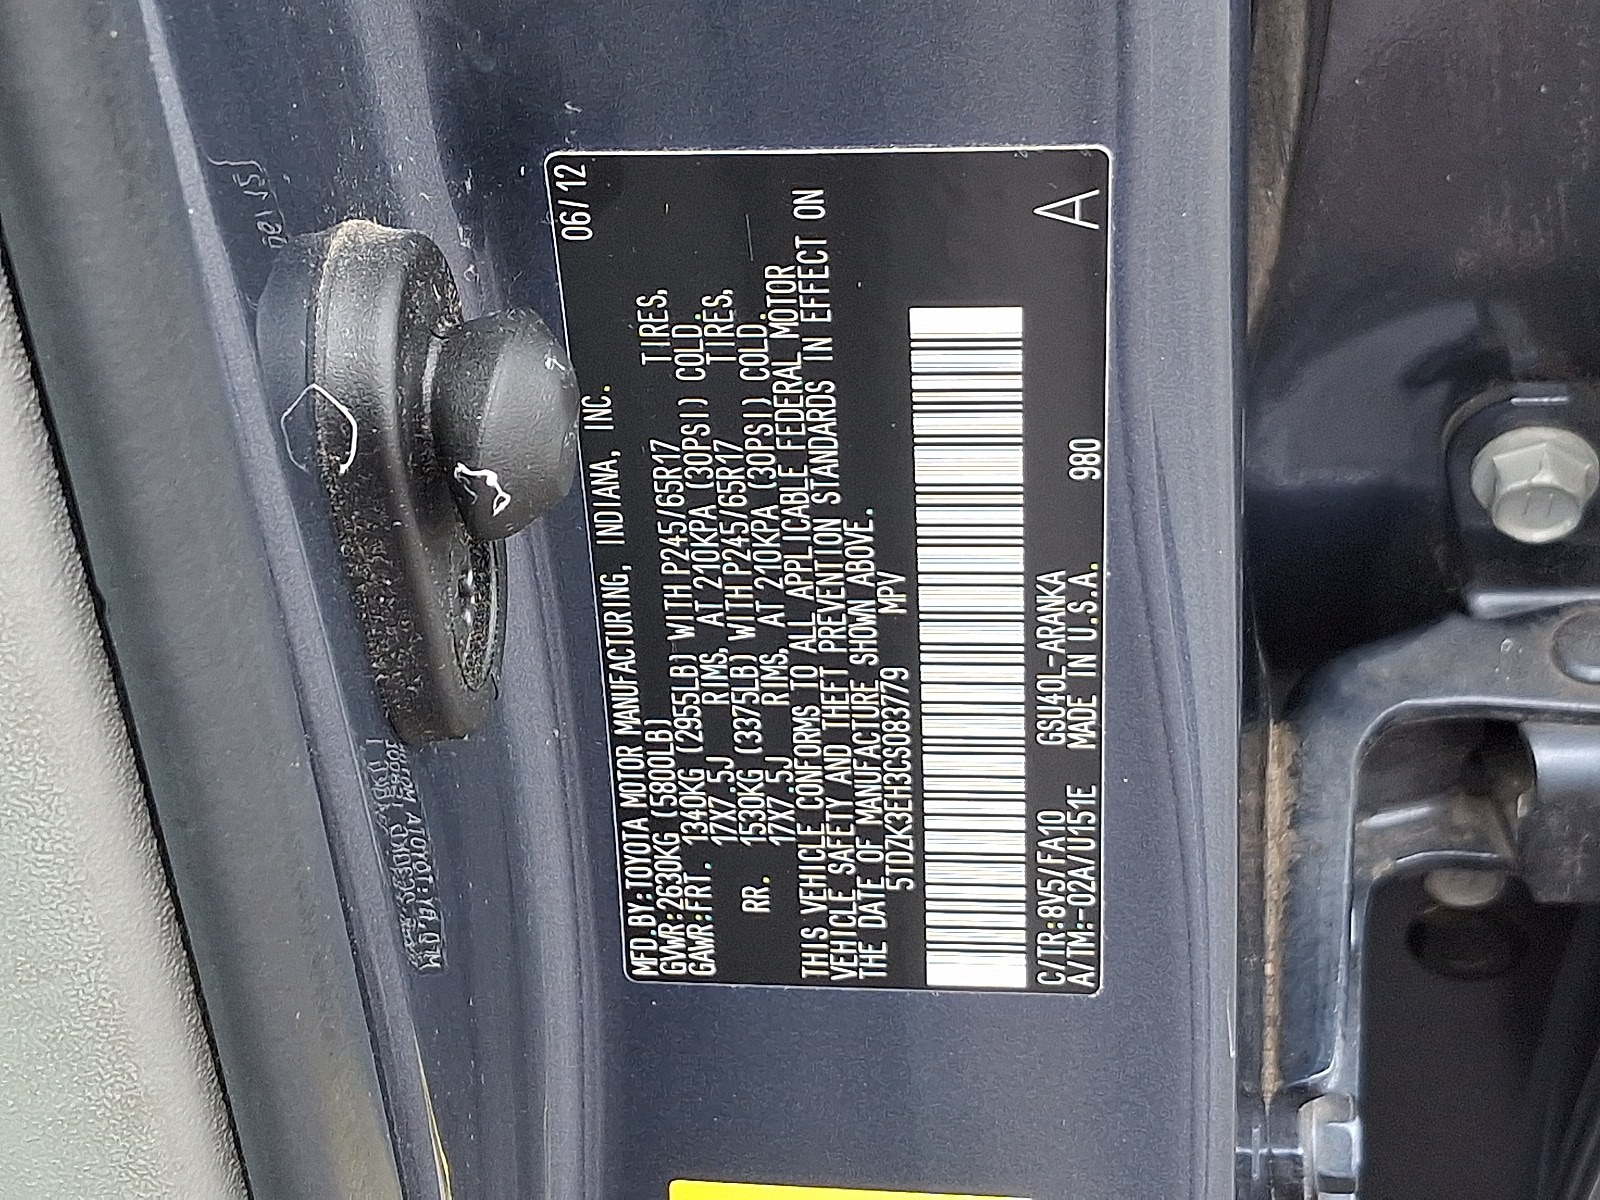 MFD.BY:TOYOTA MOTOR MANUFACTURING, INDIANA, INC. 06/12
GVWR:2630KG (5800LB)
GAWR:FRT. 1340KG (2955LB) WITH P245/65R17 TIRES,
17X7.5J RIMS, AT 210KPA (30PSI) COLD.
RR. 1530KG (3375LB) WITH P245/65R17 TIRES,
17X7.5J RIMS, AT 210KPA (30PSI) COLD.
THIS VEHICLE CONFORMS TO ALL APPLICABLE FEDERAL MOTOR
VEHICLE SAFETY AND THEFT PREVENTION STANDARDS IN EFFECT ON
THE DATE OF MANUFACTURE SHOWN ABOVE.
5TDZK3EH3CS083779 MPV
C/TR:8V5/FA10 GSU40L-ARANKA
A/TM:-02A/U151E MADE IN U.S.A. 980 A